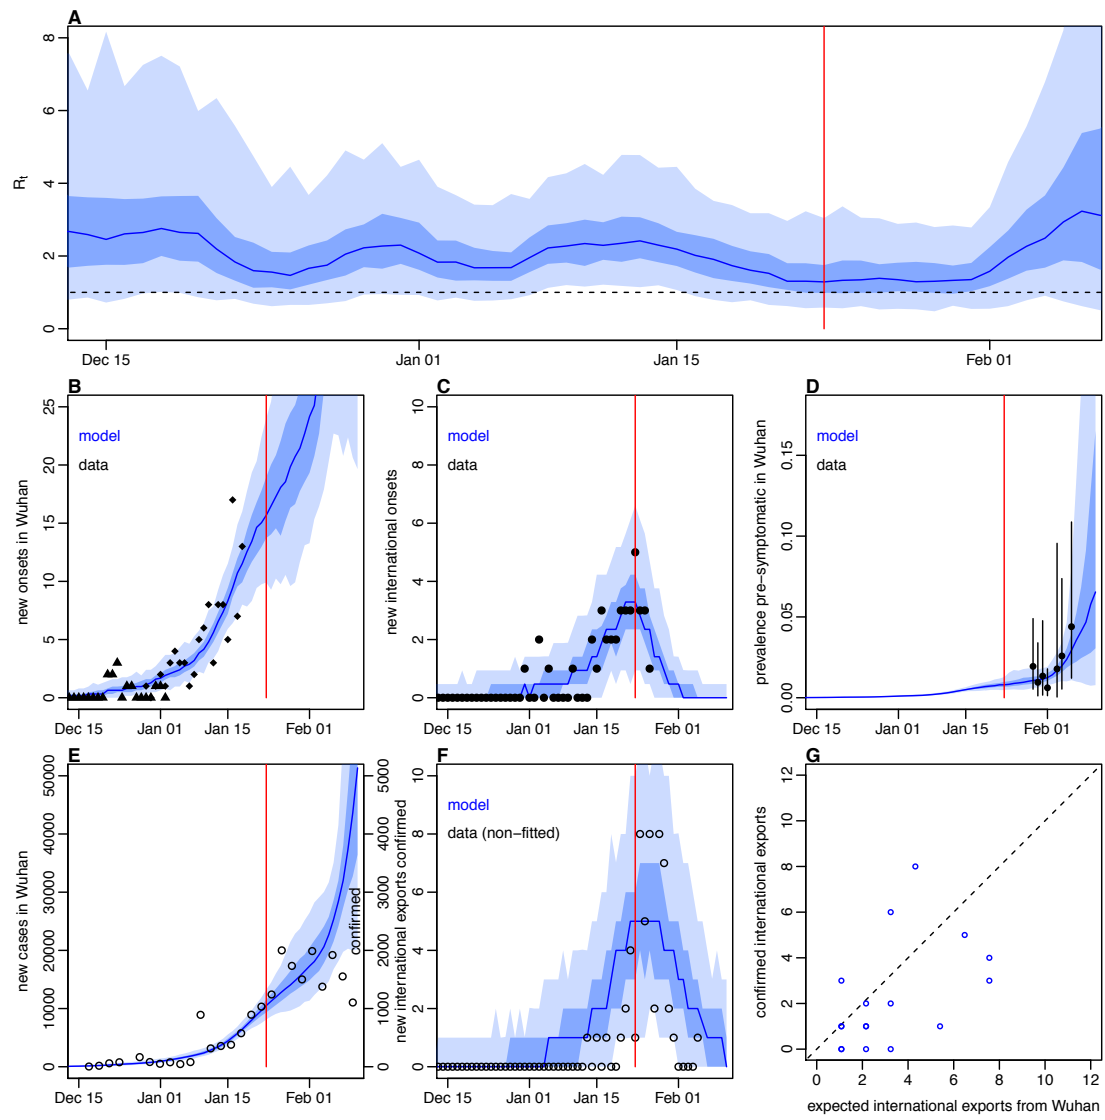 A
8
6
4
2
0
Rt
Dec 15
Jan 01
Jan 15
Feb 01
B
25
20
15
10
5
0
new onsets in Wuhan
model
data
Dec 15
Jan 01
Jan 15
Feb 01
C
10
8
6
4
2
0
new international onsets
model
data
Dec 15
Jan 01
Jan 15
Feb 01
D
0.15
0.10
0.05
0.00
prevalence pre−symptomatic in Wuhan
model
data
Dec 15
Jan 01
Jan 15
Feb 01
E
50000
40000
30000
20000
10000
0
new cases in Wuhan
5000
4000
3000
2000
1000
0
confirmed
Dec 15
Jan 01
Jan 15
Feb 01
F
10
8
6
4
2
0
new international exports confirmed
model
data (non−fitted)
Dec 15
Jan 01
Jan 15
Feb 01
G
12
10
8
6
4
2
0
confirmed international exports
0
2
4
6
8
10
12
expected international exports from Wuhan